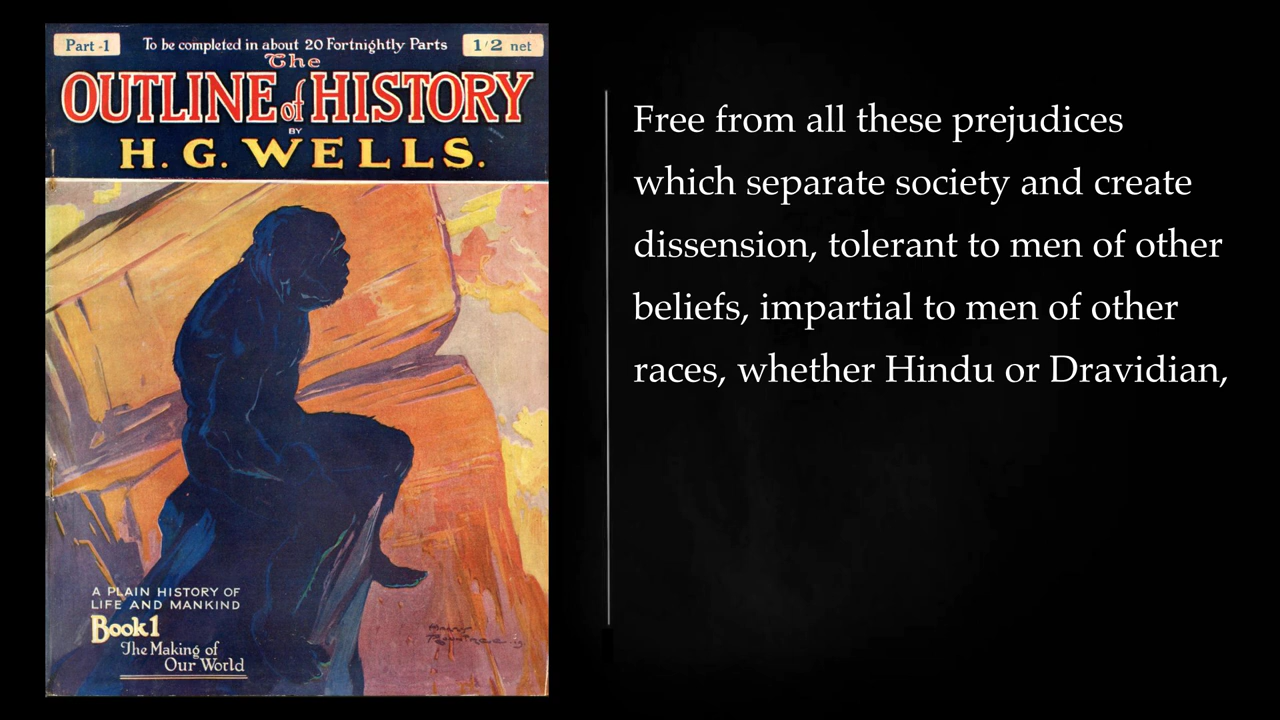 Part -1
To be completed in about 20 Fortnightly Parts
1/2 net
The
OUTLINE of HISTORY
BY
H. G. WELLS.
A PLAIN HISTORY OF
LIFE AND MANKIND
Book 1
The Making of
Our World
Free from all these prejudices
which separate society and create
dissension, tolerant to men of other
beliefs, impartial to men of other
races, whether Hindu or Dravidian,